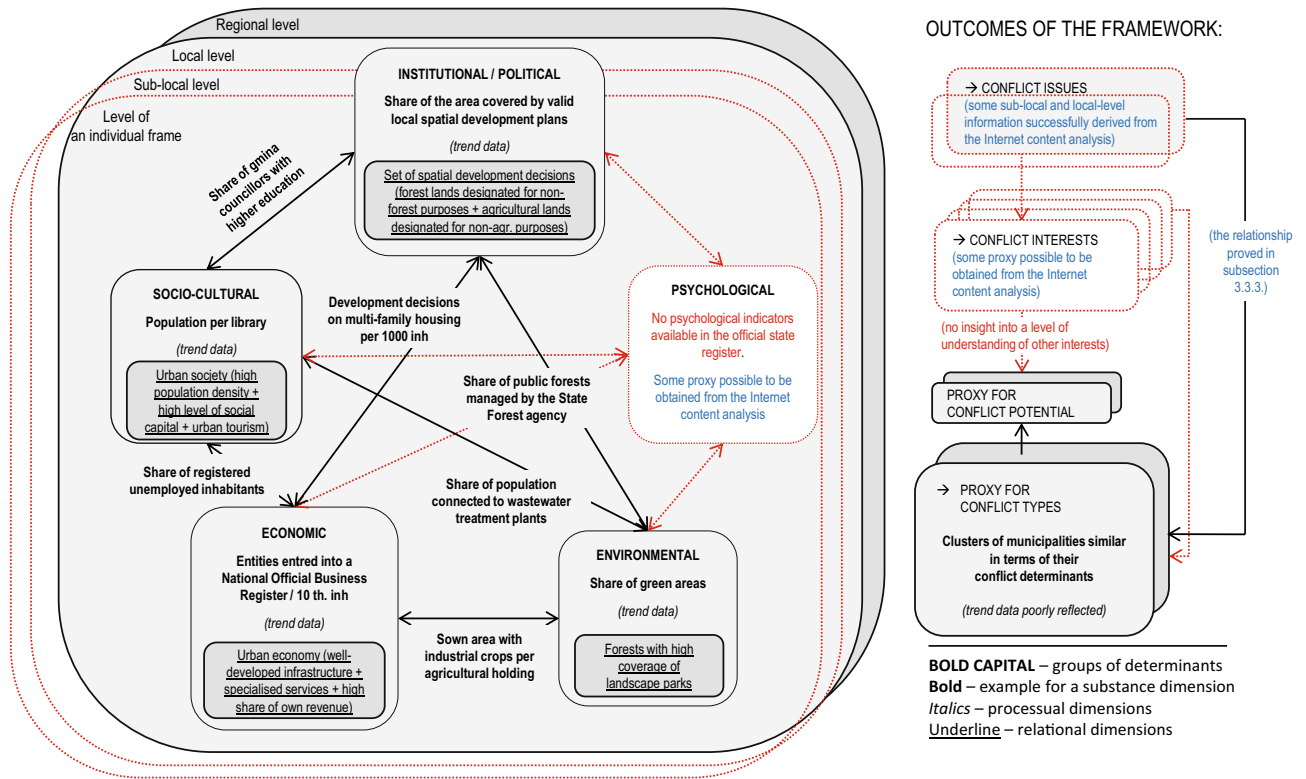 Regional level
Local level
Sub-local level
Level of
an individual frame
INSTITUTIONAL / POLITICAL
Share of the area covered by valid
local spatial development plans
(trend data)
Set of spatial development decisions
(forest lands designated for non-
forest purposes + agricultural lands
designated for non-agr. purposes)
Share of gmina
councillors with
higher education
SOCIO-CULTURAL
Population per library
(trend data)
Urban society (high
population density +
high level of social
capital + urban tourism)
Development decisions
on multi-family housing
per 1000 inh
Share of public forests
managed by the State
Forest agency
PSYCHOLOGICAL
No psychological indicators
available in the official state
register.
Some proxy possible to be
obtained from the Internet
content analysis
Share of registered
unemployed inhabitants
Share of population
connected to wastewater
treatment plants
ECONOMIC
Entities entred into a
National Official Business
Register / 10 th. inh
(trend data)
Urban economy (well-
developed infrastructure +
specialised services + high
share of own revenue)
Sown area with
industrial crops per
agricultural holding
ENVIRONMENTAL
Share of green areas
(trend data)
Forests with high
coverage of
landscape parks
OUTCOMES OF THE FRAMEWORK:
→ CONFLICT ISSUES
(some sub-local and local-level
information successfully derived from
the Internet content analysis)
→ CONFLICT INTERESTS
(some proxy possible to be
obtained from the Internet
content analysis)
(the relationship
proved in
subsection
3.3.3.)
(no insight into a level of
understanding of other interests)
PROXY FOR
CONFLICT POTENTIAL
→ PROXY FOR
CONFLICT TYPES
Clusters of municipalities similar
in terms of their
conflict determinants
(trend data poorly reflected)
BOLD CAPITAL – groups of determinants
Bold – example for a substance dimension
Italics – processual dimensions
Underline – relational dimensions